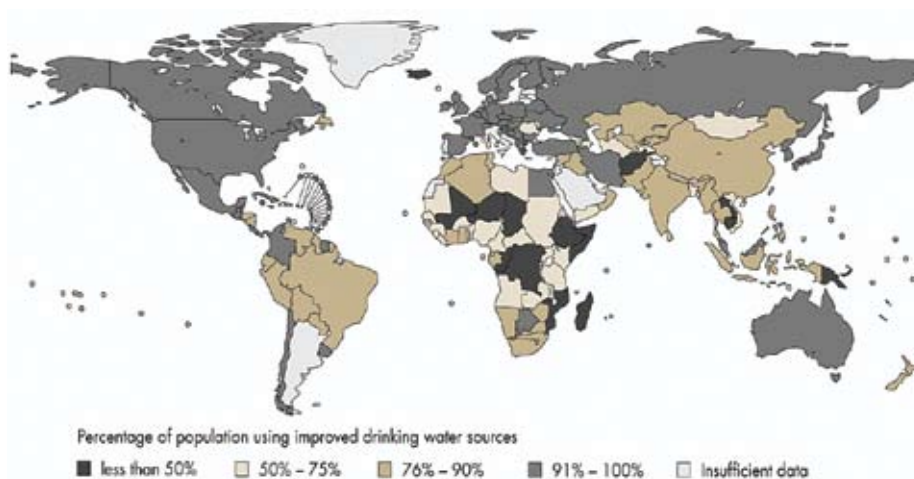 Percentage of population using improved drinking water sources
less than 50% 50% – 75% 76% – 90% 91% – 100% Insufficient data